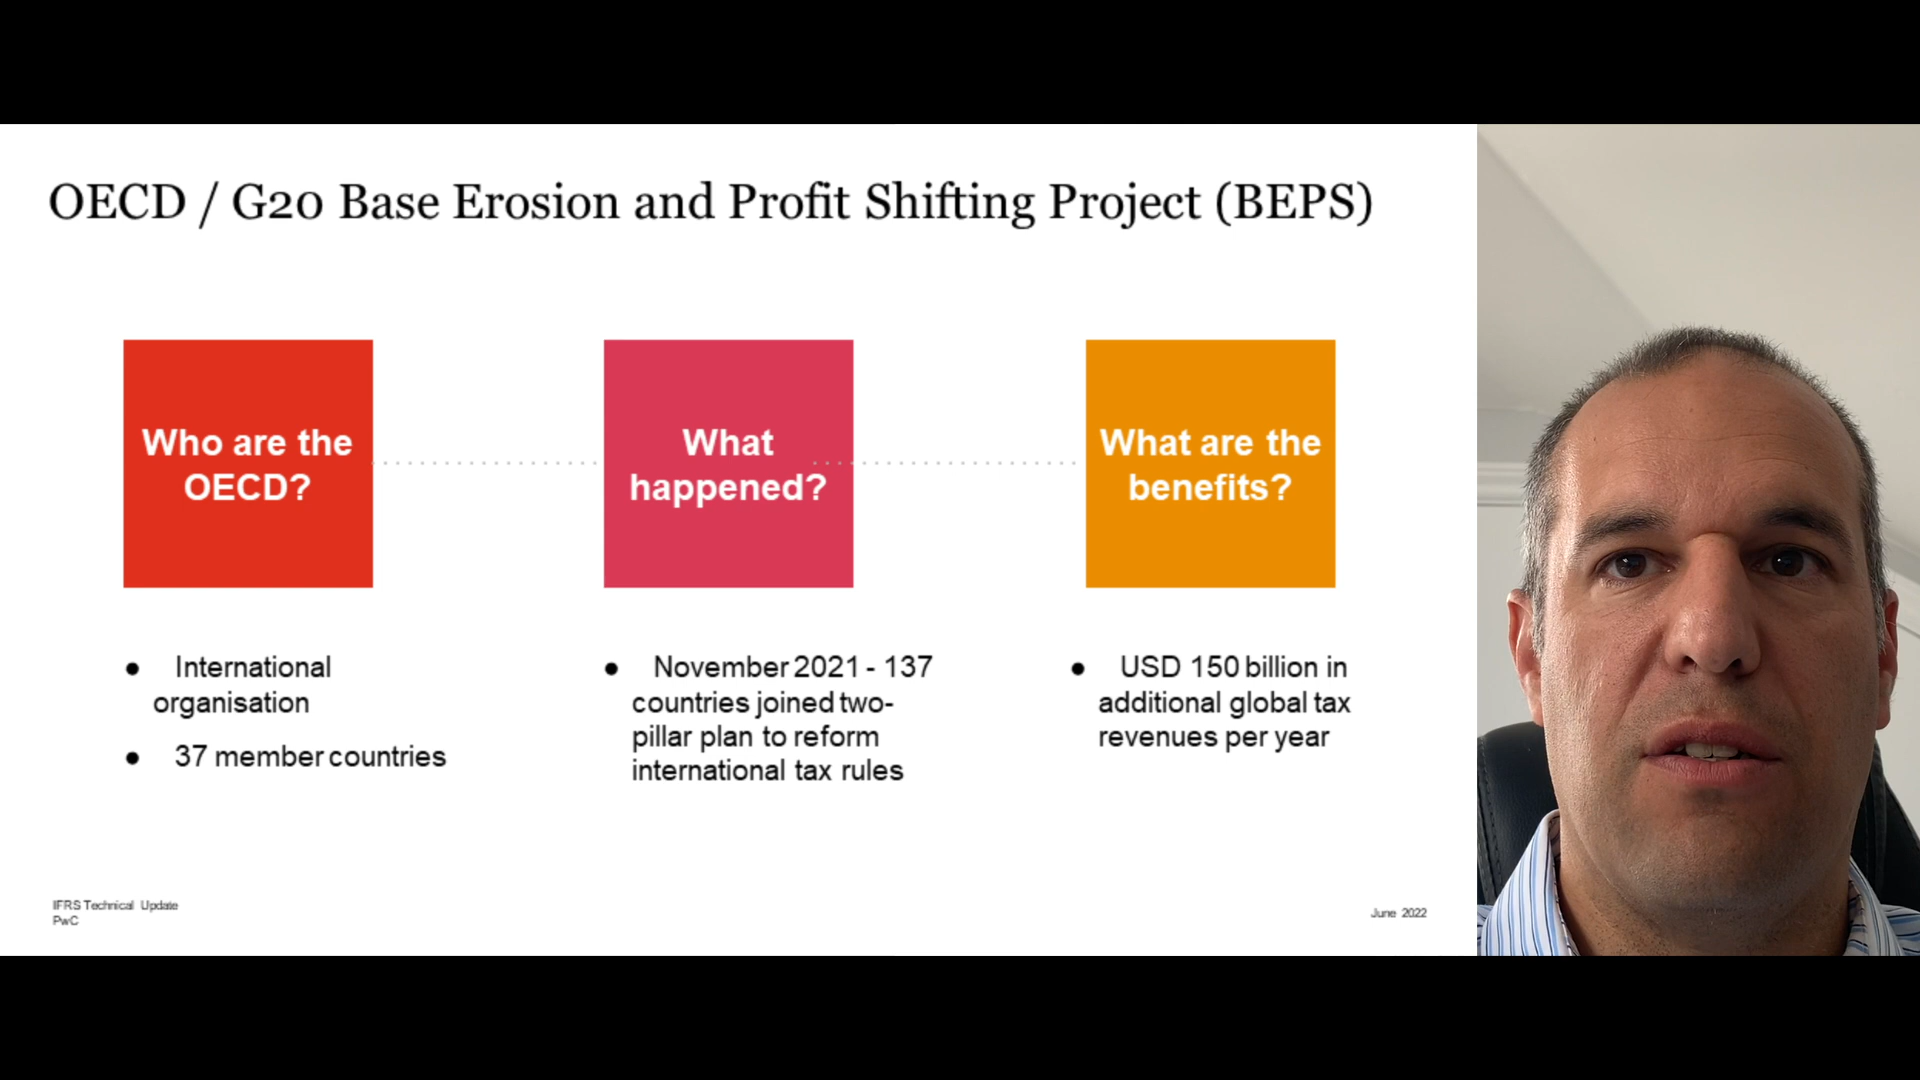 OECD / G20 Base Erosion and Profit Shifting Project (BEPS)
Who are the
OECD?
What
happened?
What are the
benefits?
● International
organisation
● 37 member countries
● November 2021 - 137
countries joined two-
pillar plan to reform
international tax rules
● USD 150 billion in
additional global tax
revenues per year
IFRS Technical Update
PwC
June 2022